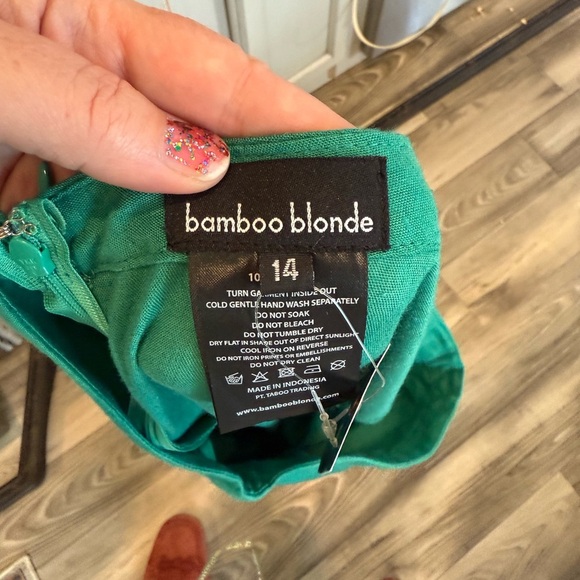 bamboo blonde
14
10
TURN GARMENT INSIDE OUT
COLD GENTLE HAND WASH SEPARATELY
DO NOT SOAK
DO NOT BLEACH
DO NOT TUMBLE DRY
DRY FLAT IN SHADE OUT OF DIRECT SUNLIGHT
COOL IRON ON REVERSE
DO NOT IRON PRINTS or EMBELLISHMENTS
DO NOT DRY CLEAN
MADE IN INDONESIA
PT. TABOO TRADING
www.bambooblonde.com